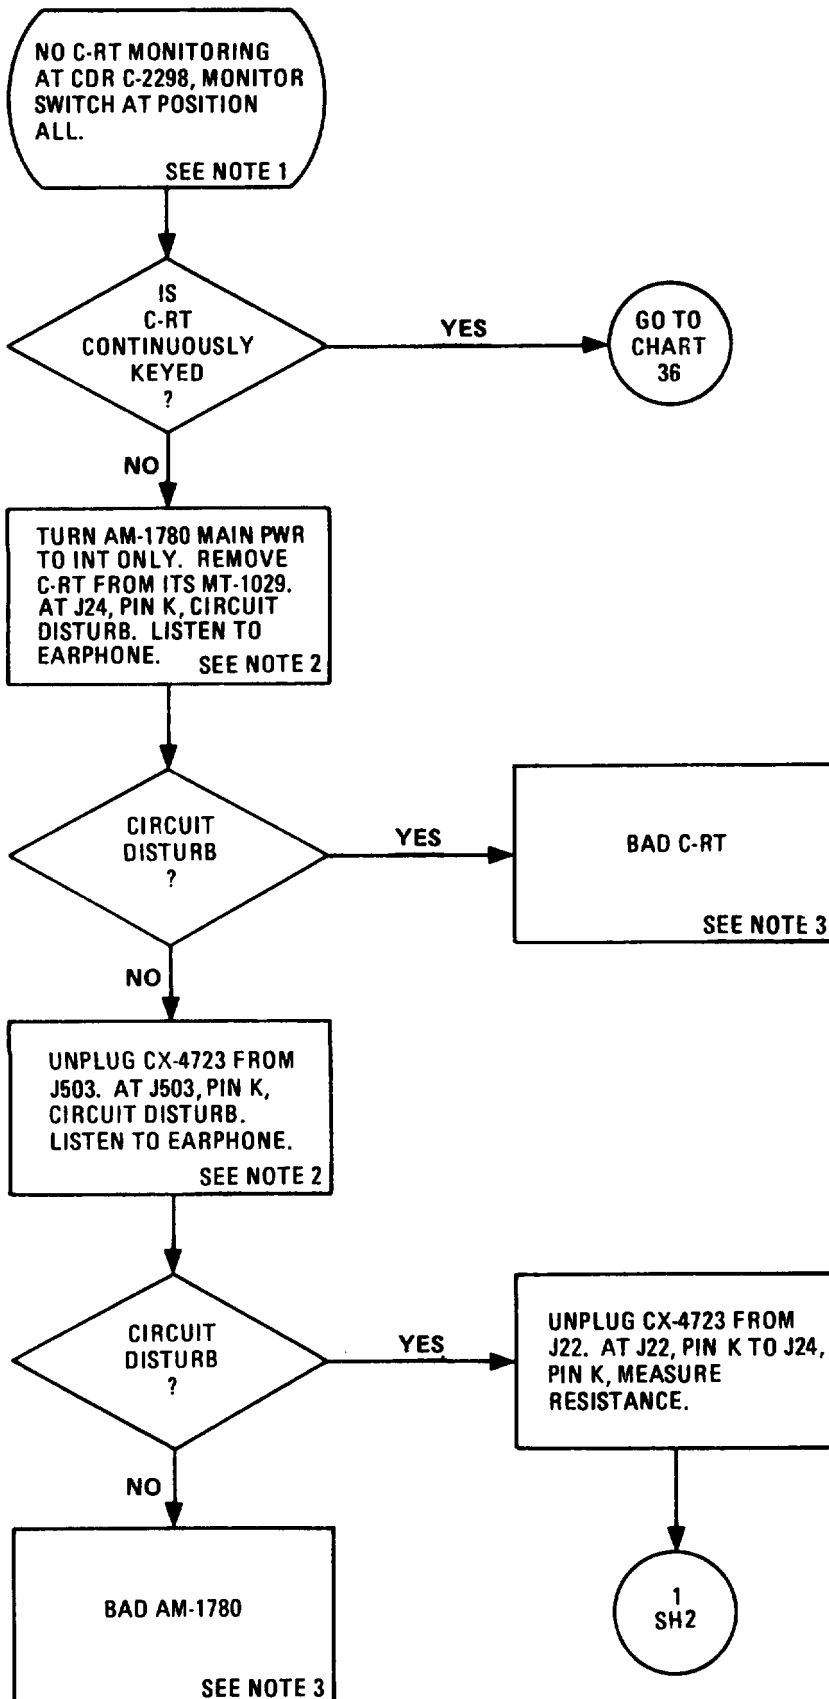 NO C-RT MONITORING
AT CDR C-2298, MONITOR
SWITCH AT POSITION
ALL.
SEE NOTE 1
IS
C-RT
CONTINUOUSLY
KEYED
?
YES
GO TO
CHART
36
NO
TURN AM-1780 MAIN PWR
TO INT ONLY. REMOVE
C-RT FROM ITS MT-1029.
AT J24, PIN K, CIRCUIT
DISTURB. LISTEN TO
EARPHONE.
SEE NOTE 2
CIRCUIT
DISTURB
?
YES
BAD C-RT
SEE NOTE 3
NO
UNPLUG CX-4723 FROM
J503. AT J503, PIN K,
CIRCUIT DISTURB.
LISTEN TO EARPHONE.
SEE NOTE 2
CIRCUIT
DISTURB
?
YES
UNPLUG CX-4723 FROM
J22. AT J22, PIN K TO J24,
PIN K, MEASURE
RESISTANCE.
NO
BAD AM-1780
SEE NOTE 3
1
SH2